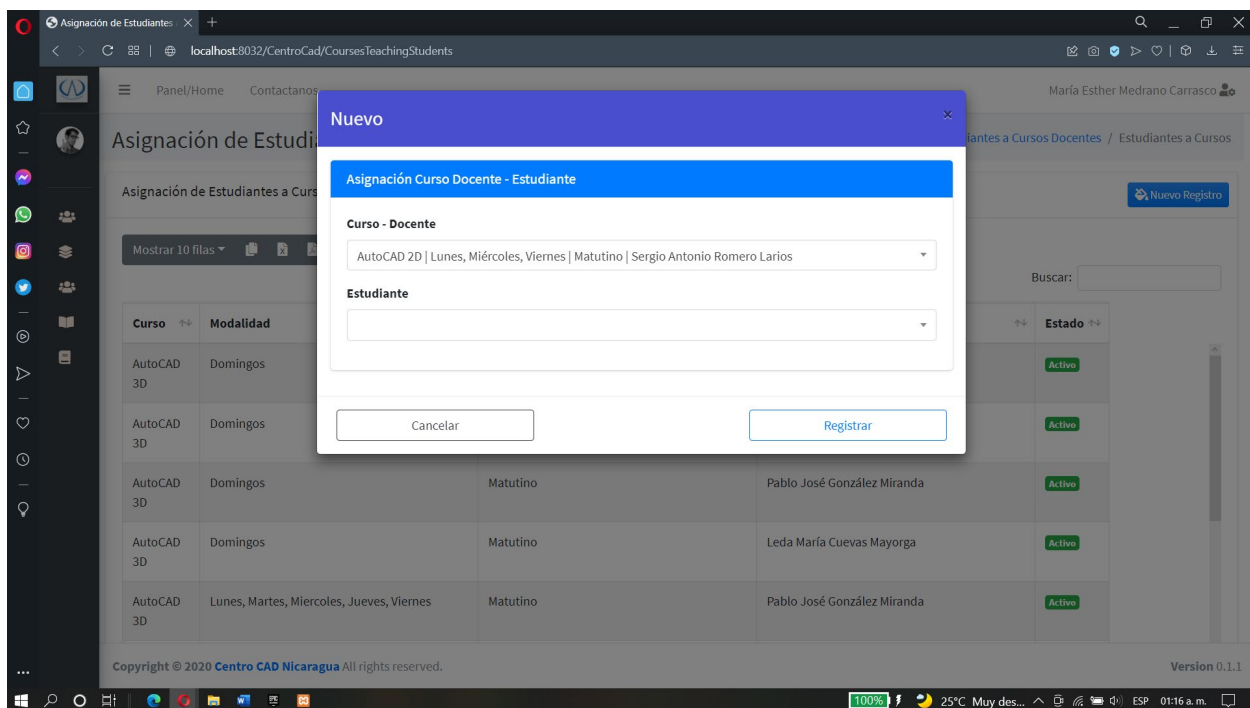 Asignación de Estudiantes
localhost:8032/CentroCad/CoursesTeachingStudents
Panel/Home Contactanos
María Esther Medrano Carrasco
Asignación de Estudi
iantes a Cursos Docentes / Estudiantes a Cursos
Asignación de Estudiantes a Curs
Nuevo Registro
Mostrar 10 filas
Buscar:
Nuevo
×
Asignación Curso Docente - Estudiante
Curso - Docente
AutoCAD 2D | Lunes, Miércoles, Viernes | Matutino | Sergio Antonio Romero Larios
Estudiante
Cancelar Registrar
Curso Modalidad Estado
AutoCAD 3D Domingos Activo
AutoCAD 3D Domingos Activo
AutoCAD 3D Domingos Matutino Pablo José González Miranda Activo
AutoCAD 3D Domingos Matutino Leda María Cuevas Mayorga Activo
AutoCAD 3D Lunes, Martes, Miercoles, Jueves, Viernes Matutino Pablo José González Miranda Activo
Copyright © 2020 Centro CAD Nicaragua All rights reserved.
Version 0.1.1
100% 25°C Muy des... ESP 01:16 a. m.